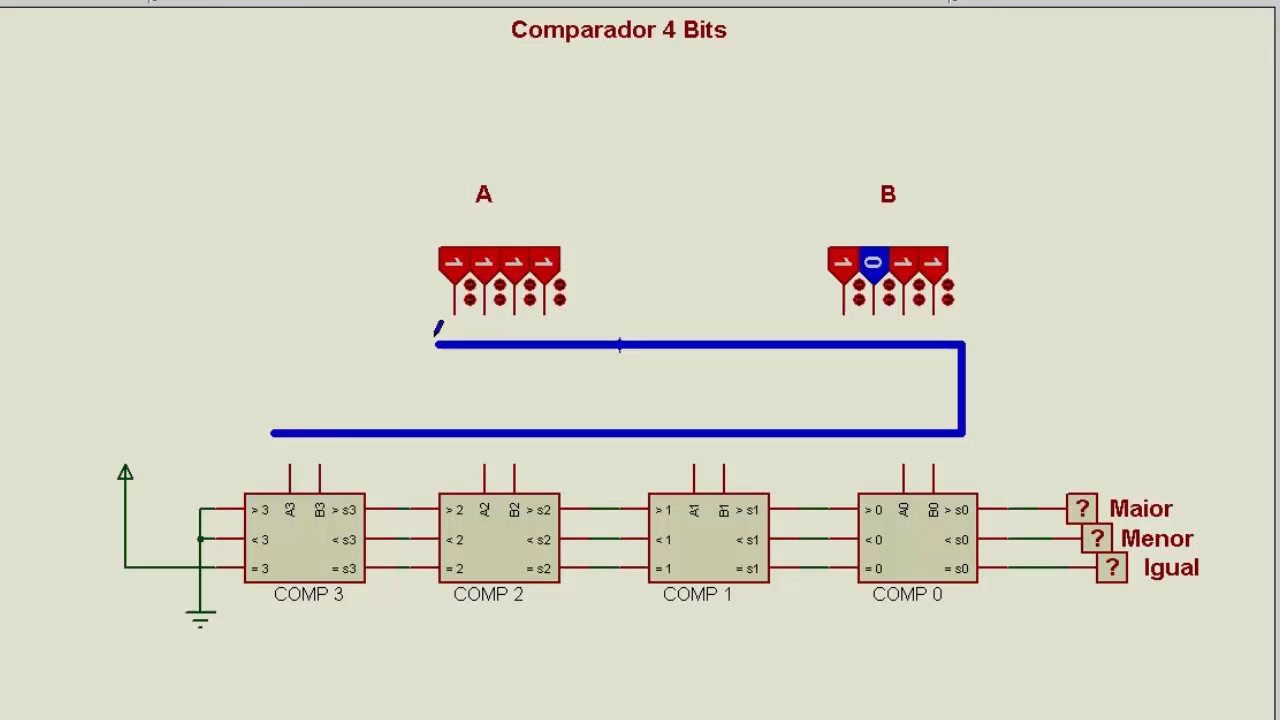 Comparador 4 Bits
A B
1 1 1 1 1 0 1 1
> 3 A3 B3 > s3 > 2 A2 B2 > s2 > 1 A1 B1 > s1 > 0 A0 B0 > s0 ? Maior
< 3 < s3 < 2 < s2 < 1 < s1 < 0 < s0 ? Menor
= 3 = s3 = 2 = s2 = 1 = s1 = 0 = s0 ? Igual
COMP 3 COMP 2 COMP 1 COMP 0